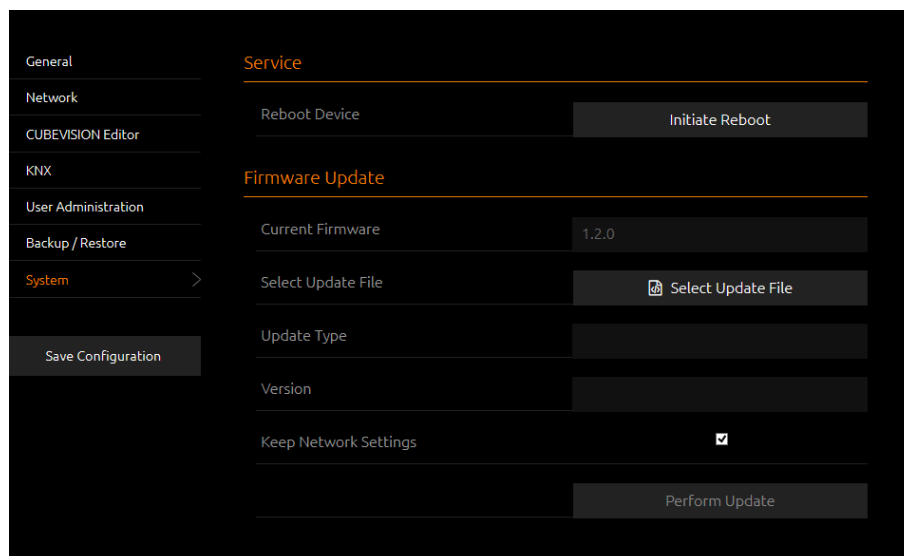 General
Network
CUBEVISION Editor
KNX
User Administration
Backup / Restore
System
Save Configuration
Service
Reboot Device
Initiate Reboot
Firmware Update
Current Firmware
1.2.0
Select Update File
Select Update File
Update Type
Version
Keep Network Settings
Perform Update